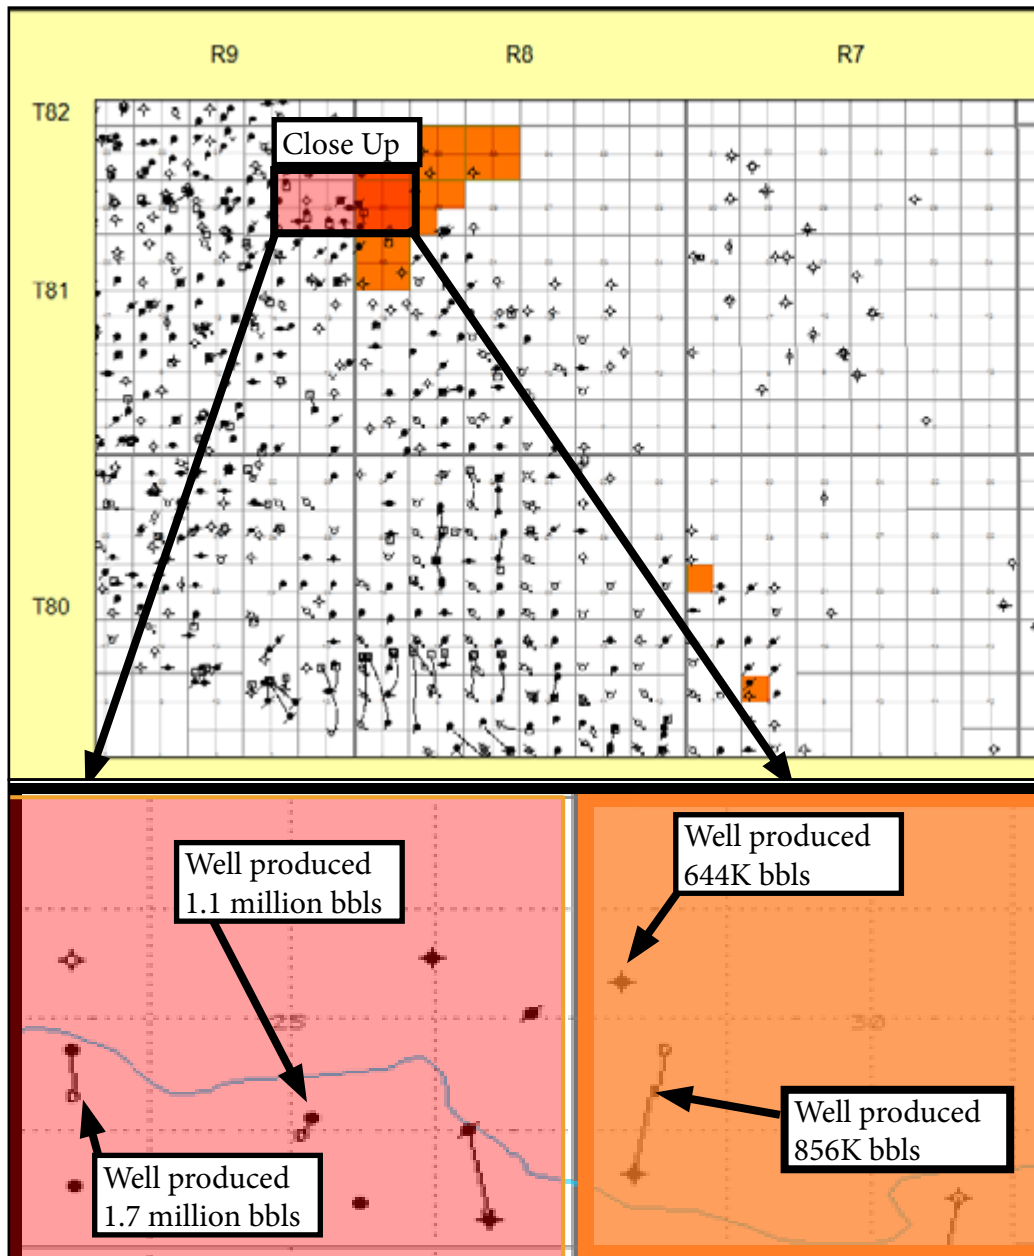 R9
R8
R7
T82
Close Up
T81
T80
Well produced
644K bbls
Well produced
1.1 million bbls
25
30
Well produced
856K bbls
Well produced
1.7 million bbls